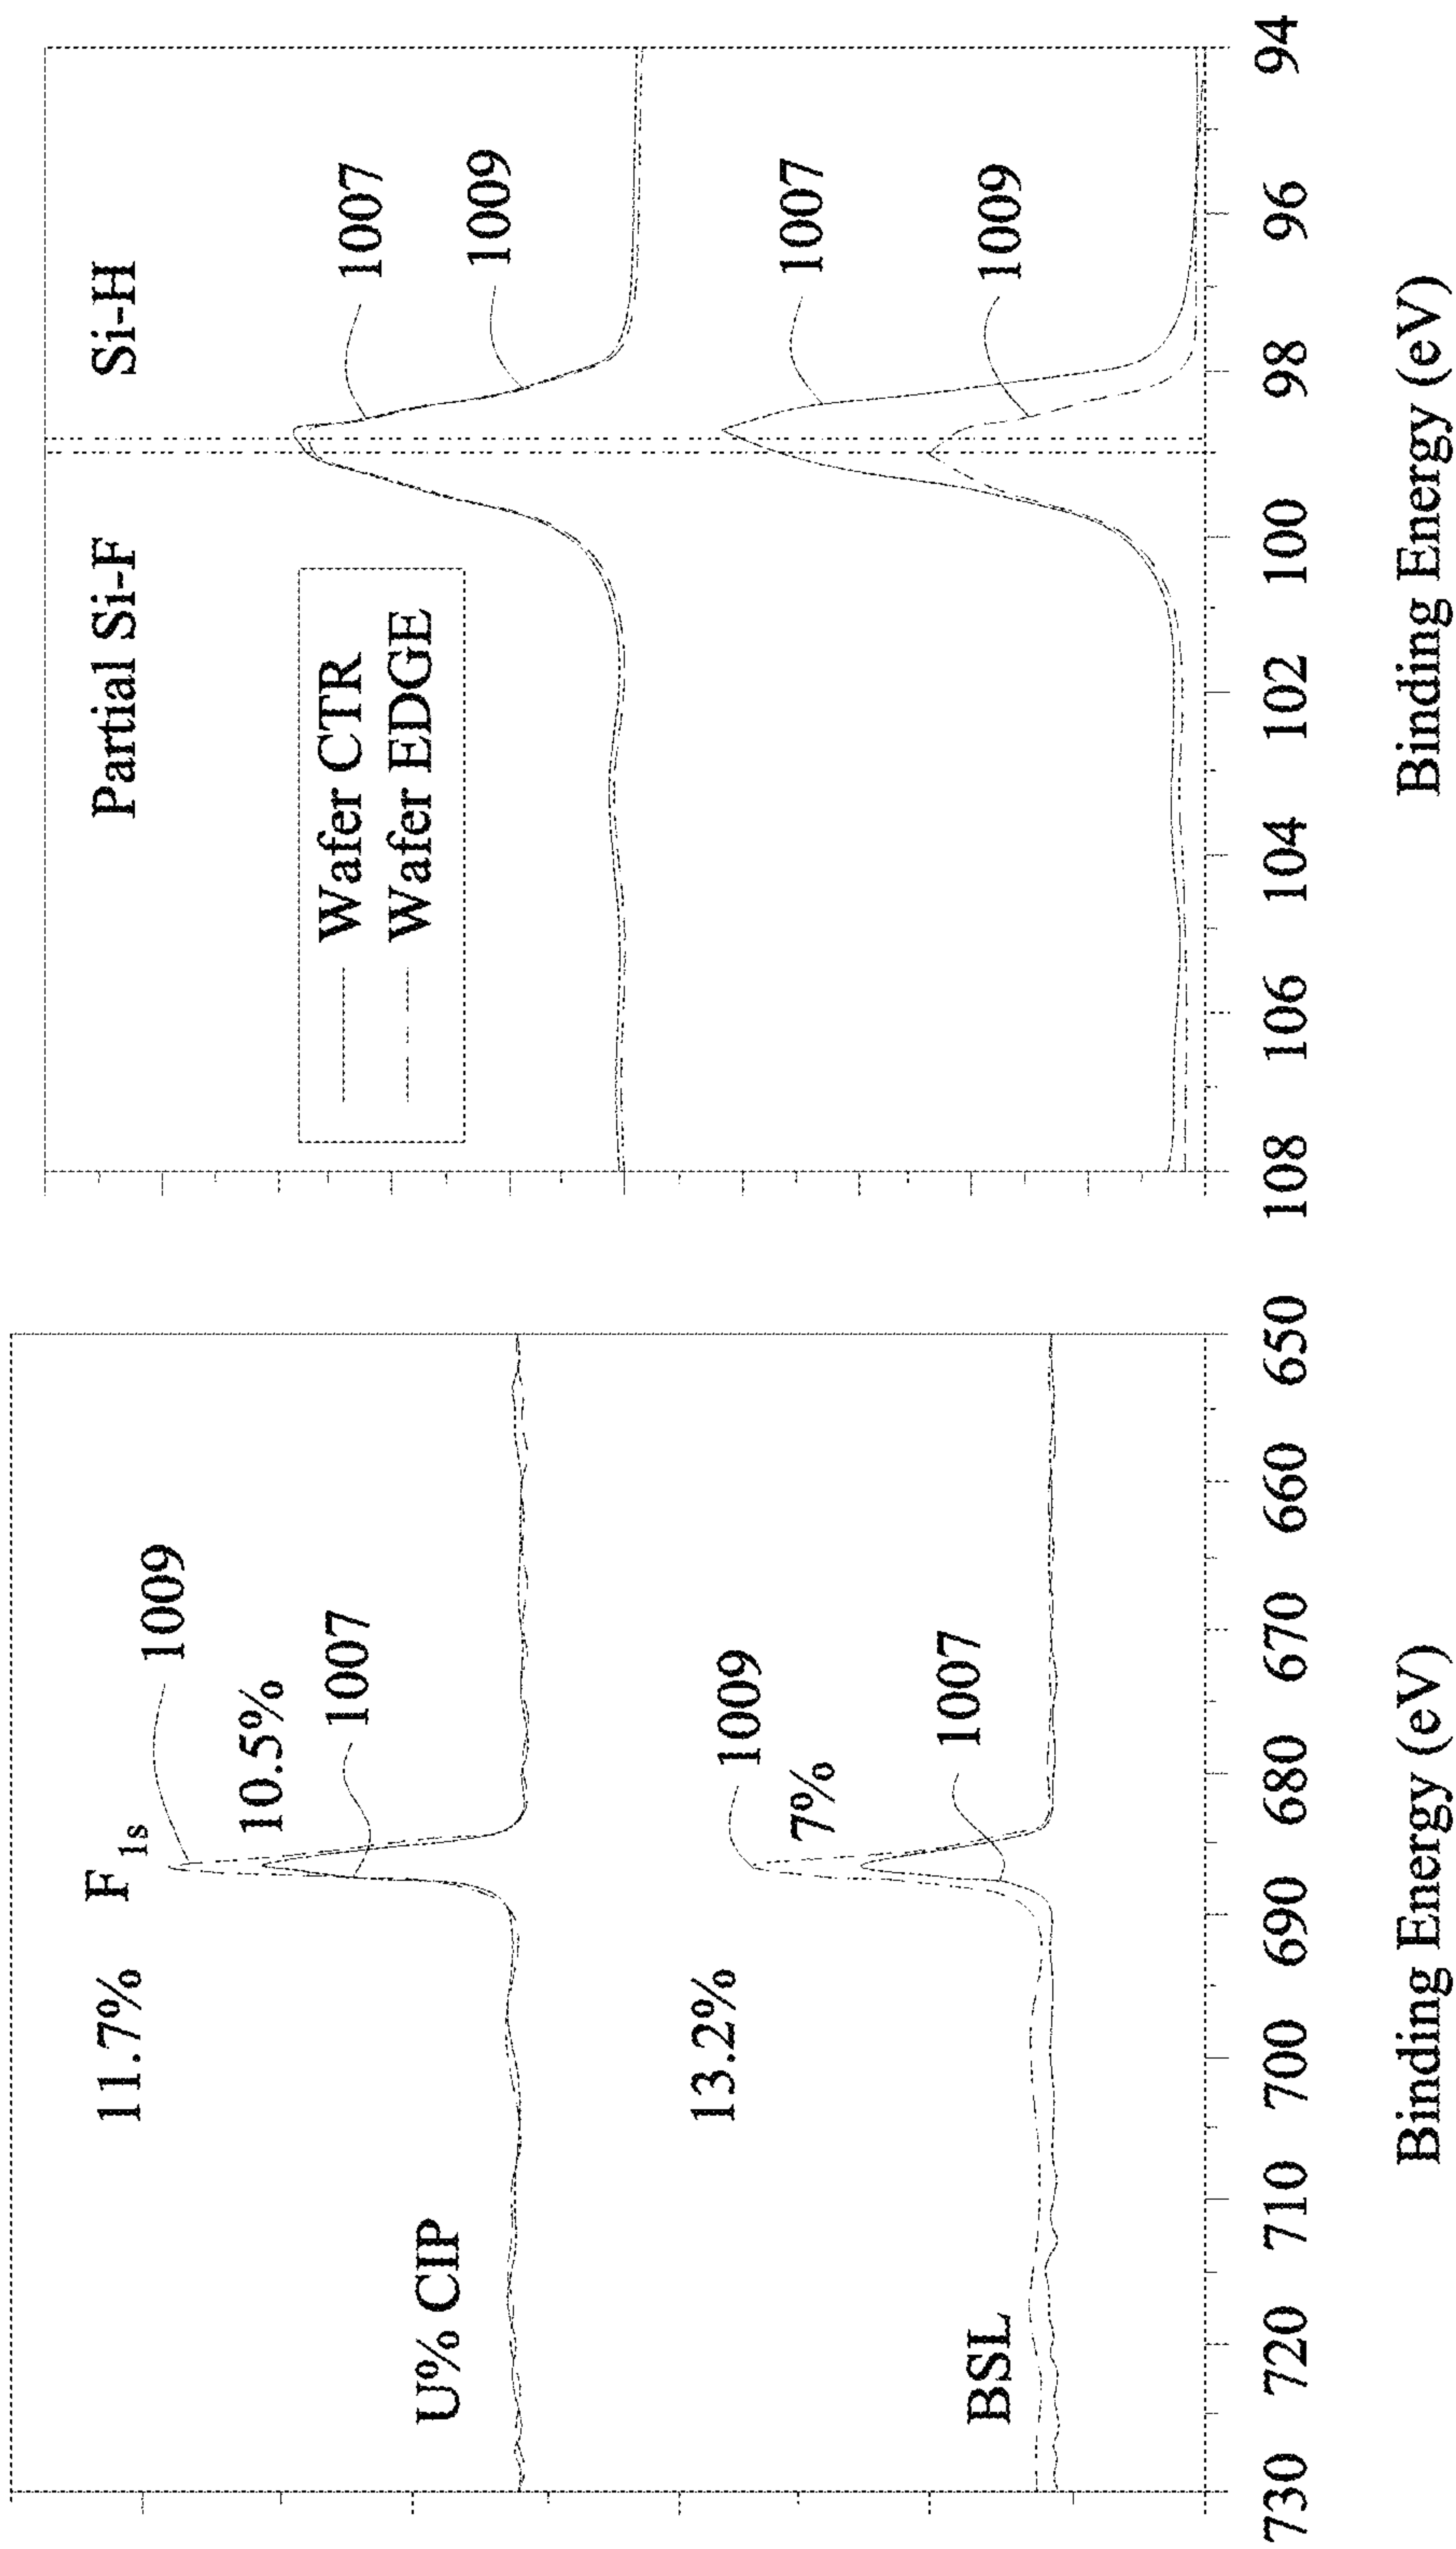 F 1s
11.7%
1009
10.5%
1007
U% CIP
13.2%
1009
7%
1007
BSL
730 720 710 700 690 680 670 660 650
Binding Energy (eV)
Partial Si-F
Si-H
Wafer CTR
Wafer EDGE
1007
1009
1007
1009
108 106 104 102 100 98 96 94
Binding Energy (eV)